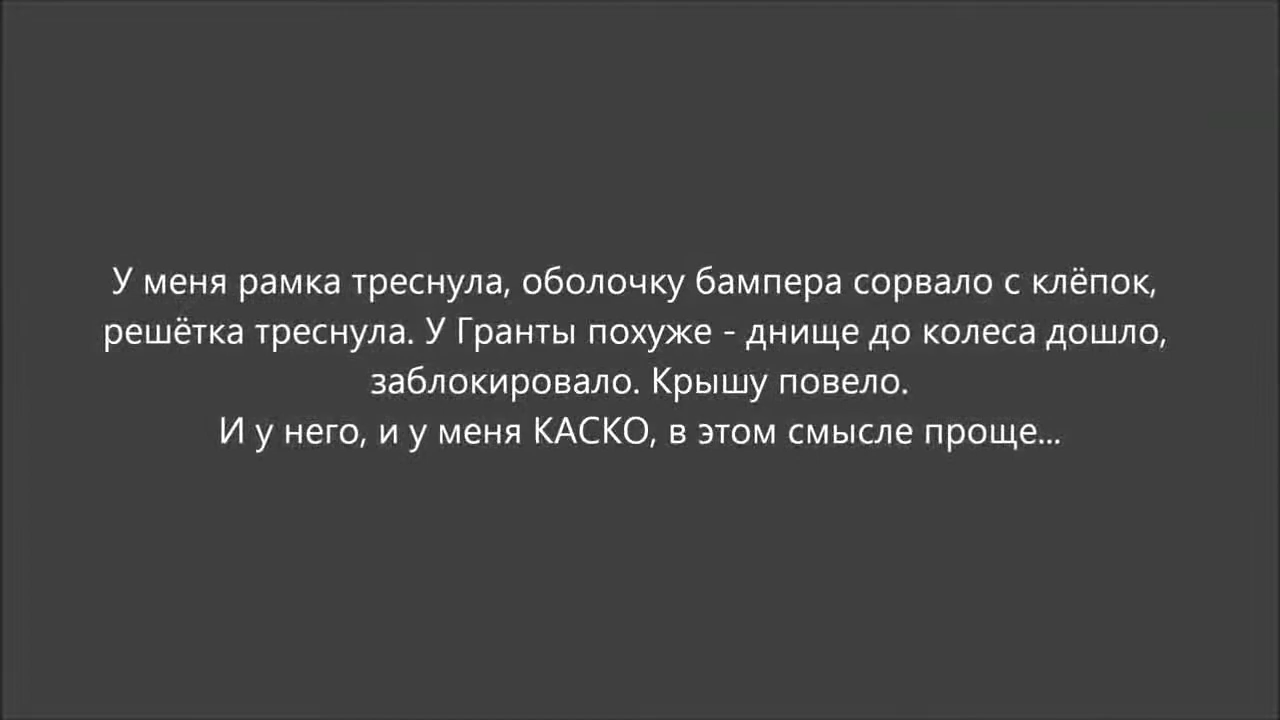 У меня рамка треснула, оболочку бампера сорвало с клёпок,
решётка треснула. У Гранты похуже - днище до колеса дошло,
заблокировало. Крышу повело.
И у него, и у меня КАСКО, в этом смысле проще...